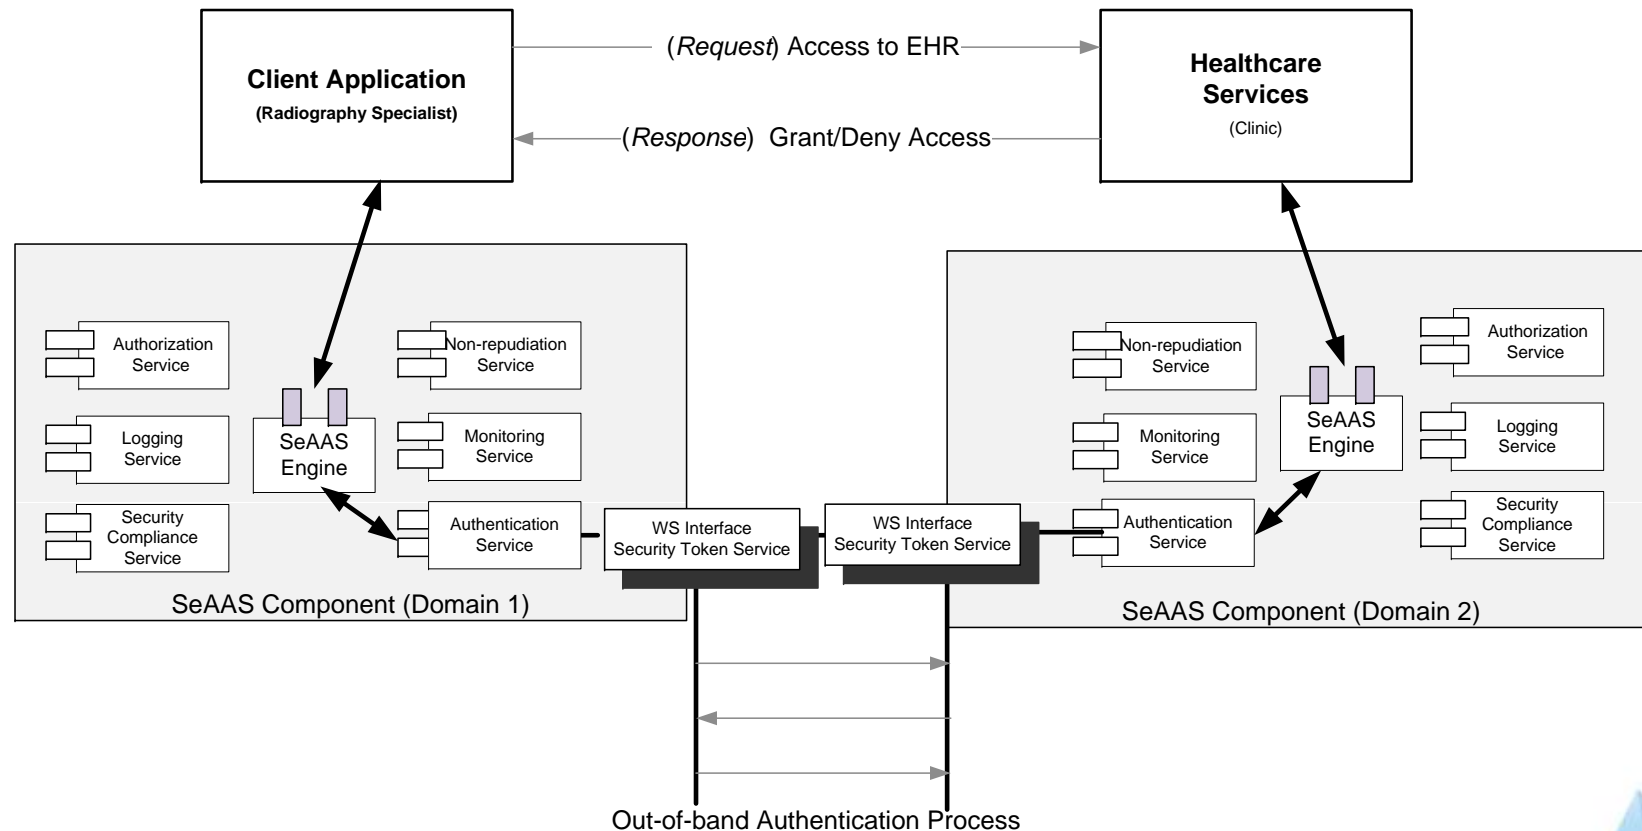 Client Application
(Radiography Specialist)
(Request) Access to EHR
(Response) Grant/Deny Access
Healthcare
Services
(Clinic)
Authorization
Service
Non-repudiation
Service
Logging
Service
SeAAS
Engine
Monitoring
Service
Security
Compliance
Service
Authentication
Service
WS Interface
Security Token Service
SeAAS Component (Domain 1)
WS Interface
Security Token Service
Non-repudiation
Service
Authorization
Service
Monitoring
Service
SeAAS
Engine
Logging
Service
Authentication
Service
Security
Compliance
Service
SeAAS Component (Domain 2)
Out-of-band Authentication Process